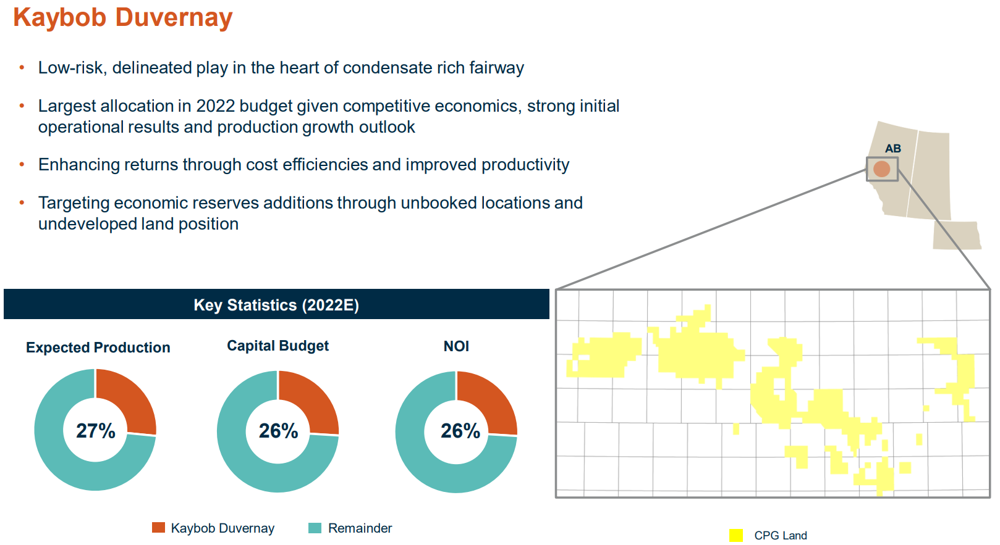 Kaybob Duvernay
• Low-risk, delineated play in the heart of condensate rich fairway
• Largest allocation in 2022 budget given competitive economics, strong initial
operational results and production growth outlook
• Enhancing returns through cost efficiencies and improved productivity
• Targeting economic reserves additions through unbooked locations and
undeveloped land position
AB
Key Statistics (2022E)
Expected Production
Capital Budget
NOI
27%
26%
26%
Kaybob Duvernay
Remainder
CPG Land